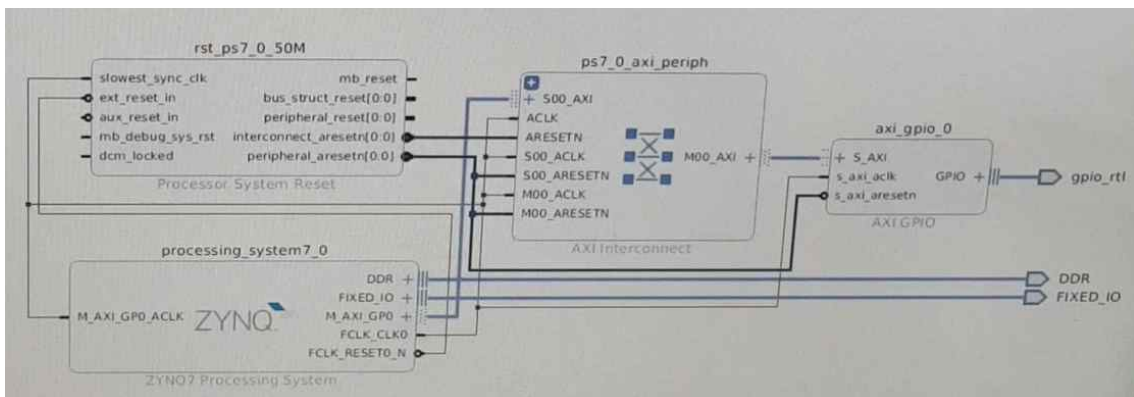 rst_ps7_0_50M
slowest_sync_clk
mb_reset
ext_reset_in
bus_struct_reset[0:0]
aux_reset_in
peripheral_reset[0:0]
mb_debug_sys_rst
interconnect_aresetn[0:0]
dcm_locked
peripheral_aresetn[0:0]
Processor System Reset
ps7_0_axi_periph
S00_AXI
ACLK
ARESETN
S00_ACLK
M00_AXI
S00_ARESETN
M00_ACLK
M00_ARESETN
AXI Interconnect
axi_gpio_0
S_AXI
s_axi_aclk
GPIO
s_axi_aresetn
AXI GPIO
gpio_rtl
processing_system7_0
DDR
FIXED_IO
M_AXI_GP0_ACLK
ZYNQ
M_AXI_GP0
FCLK_CLK0
FCLK_RESET0_N
ZYNQ7 Processing System
DDR
FIXED_IO